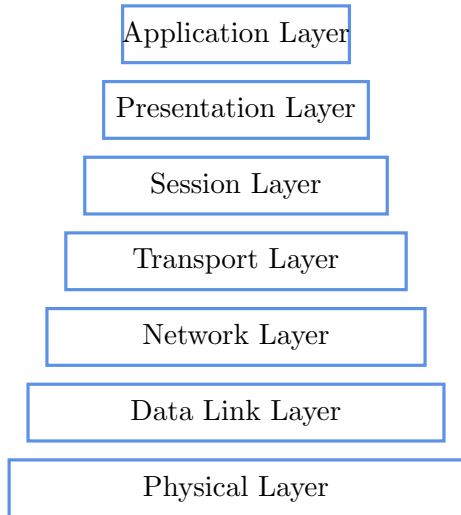 Application Layer
Presentation Layer
Session Layer
Transport Layer
Network Layer
Data Link Layer
Physical Layer